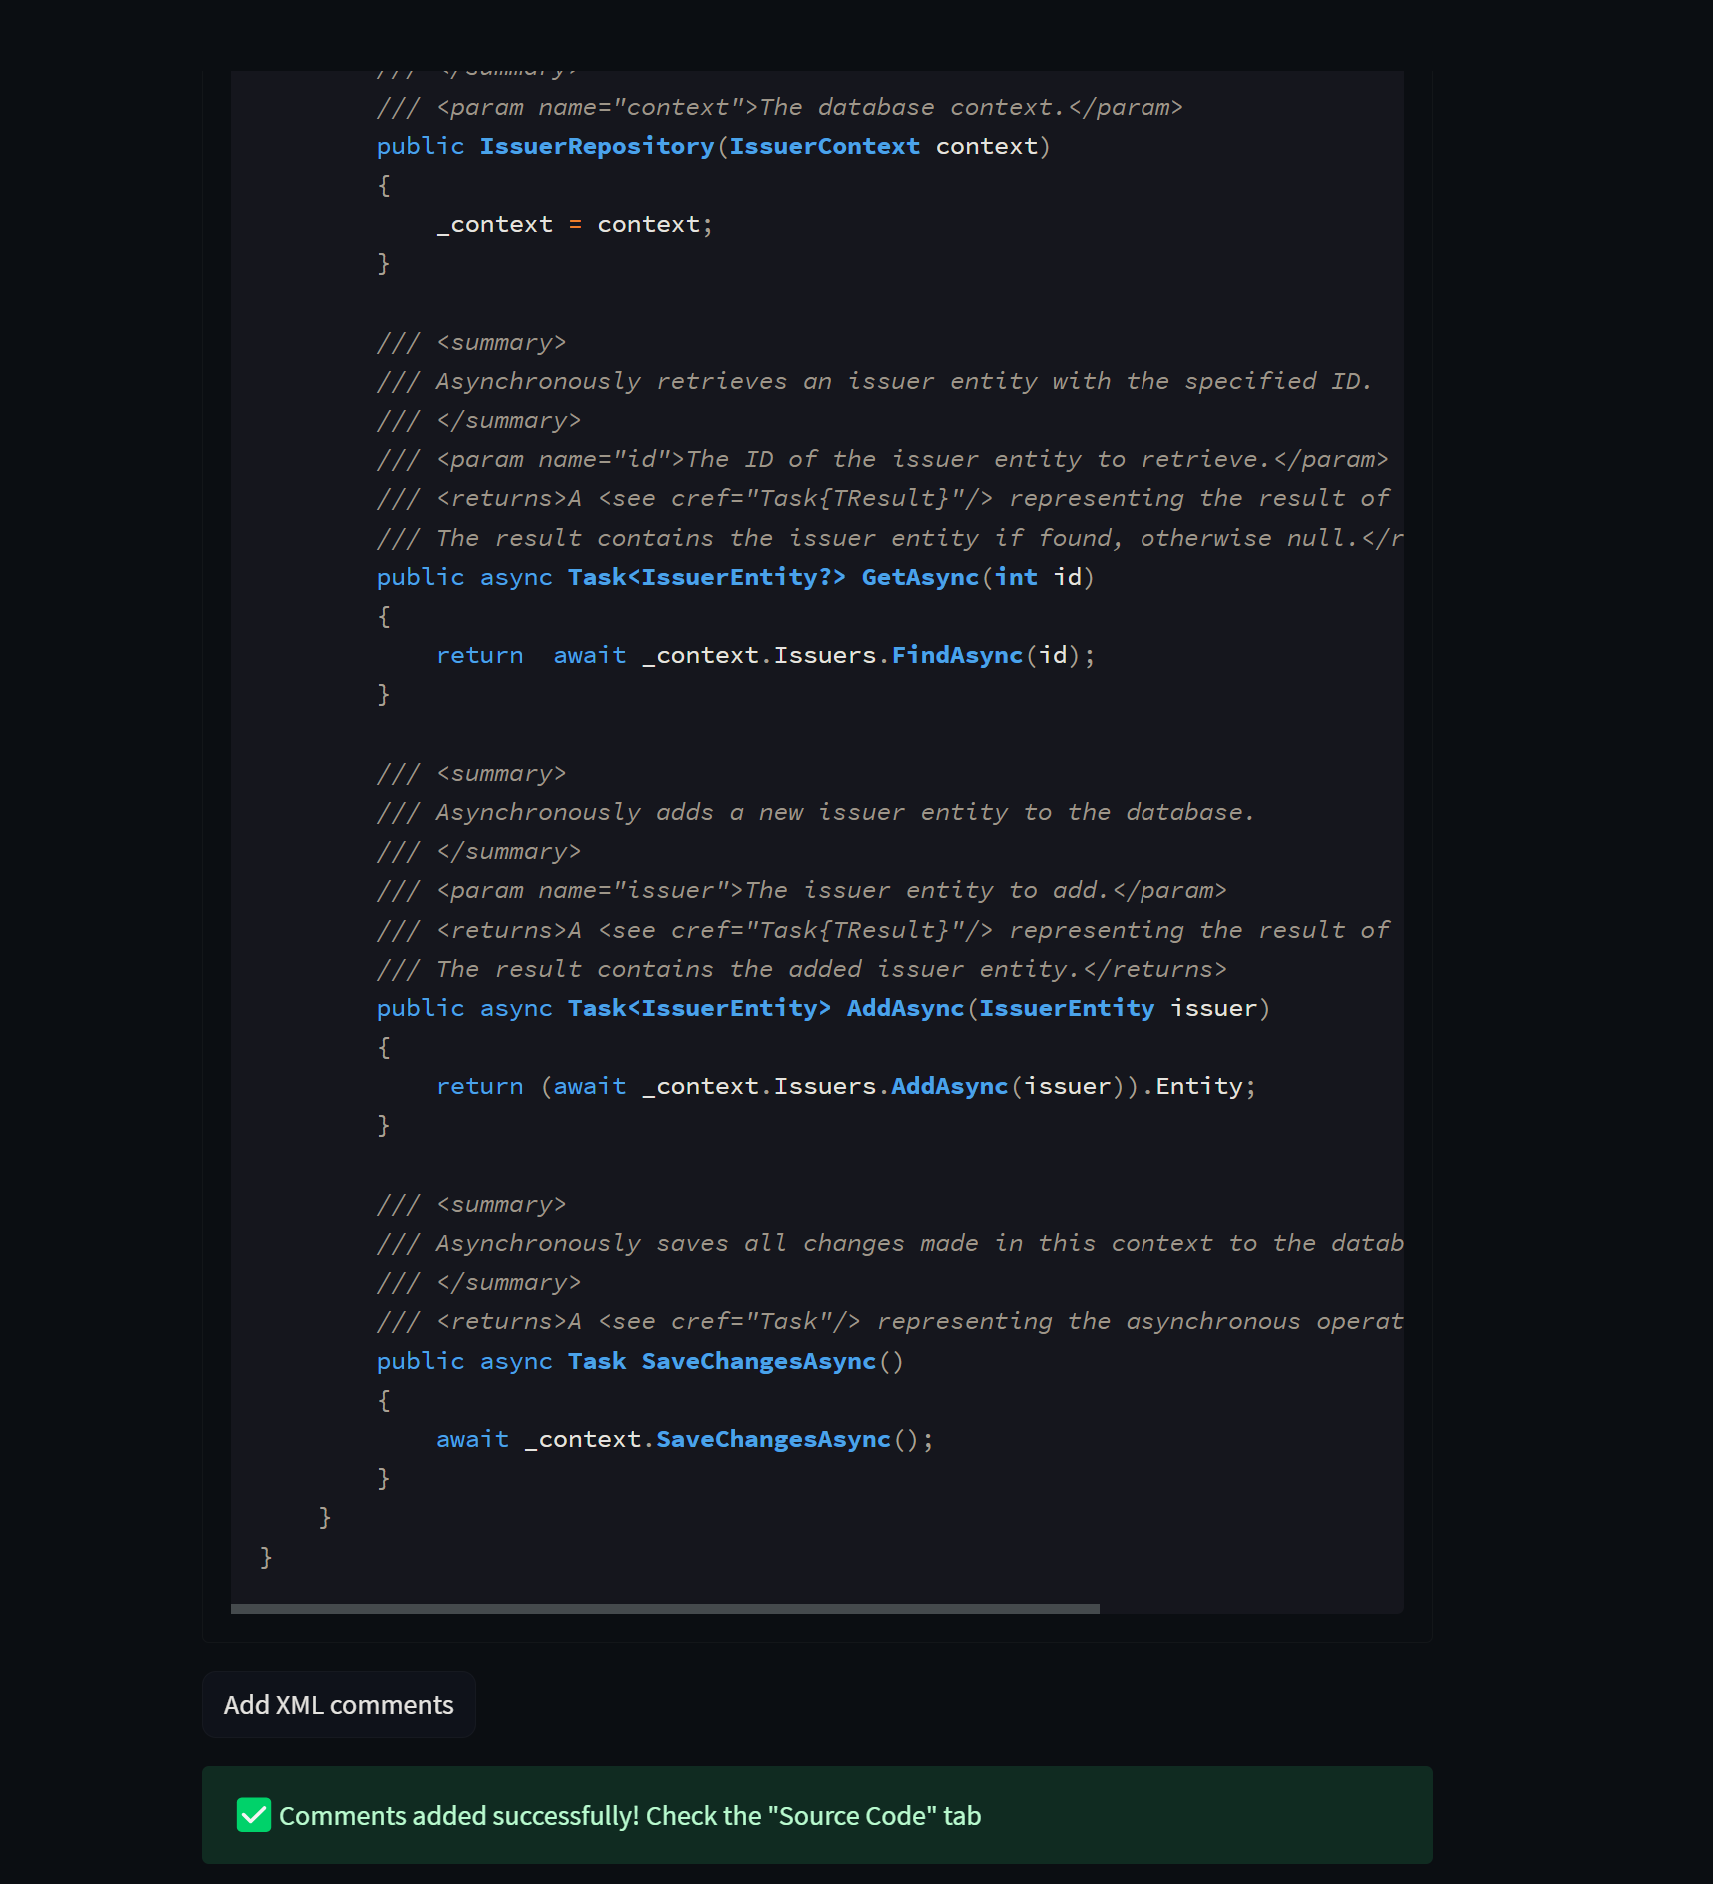 /// </summary>
/// <param name="context">The database context.</param>
public IssuerRepository(IssuerContext context)
{
_context = context;
}
/// <summary>
/// Asynchronously retrieves an issuer entity with the specified ID.
/// </summary>
/// <param name="id">The ID of the issuer entity to retrieve.</param>
/// <returns>A <see cref="Task{TResult}"/> representing the result of
/// The result contains the issuer entity if found, otherwise null.</r
public async Task<IssuerEntity?> GetAsync(int id)
{
return  await _context.Issuers.FindAsync(id);
}
/// <summary>
/// Asynchronously adds a new issuer entity to the database.
/// </summary>
/// <param name="issuer">The issuer entity to add.</param>
/// <returns>A <see cref="Task{TResult}"/> representing the result of
/// The result contains the added issuer entity.</returns>
public async Task<IssuerEntity> AddAsync(IssuerEntity issuer)
{
return (await _context.Issuers.AddAsync(issuer)).Entity;
}
/// <summary>
/// Asynchronously saves all changes made in this context to the datab
/// </summary>
/// <returns>A <see cref="Task"/> representing the asynchronous operat
public async Task SaveChangesAsync()
{
await _context.SaveChangesAsync();
}
}
}
Add XML comments
✅ Comments added successfully! Check the "Source Code" tab